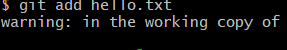 $ git add hello.txt
warning: in the working copy of